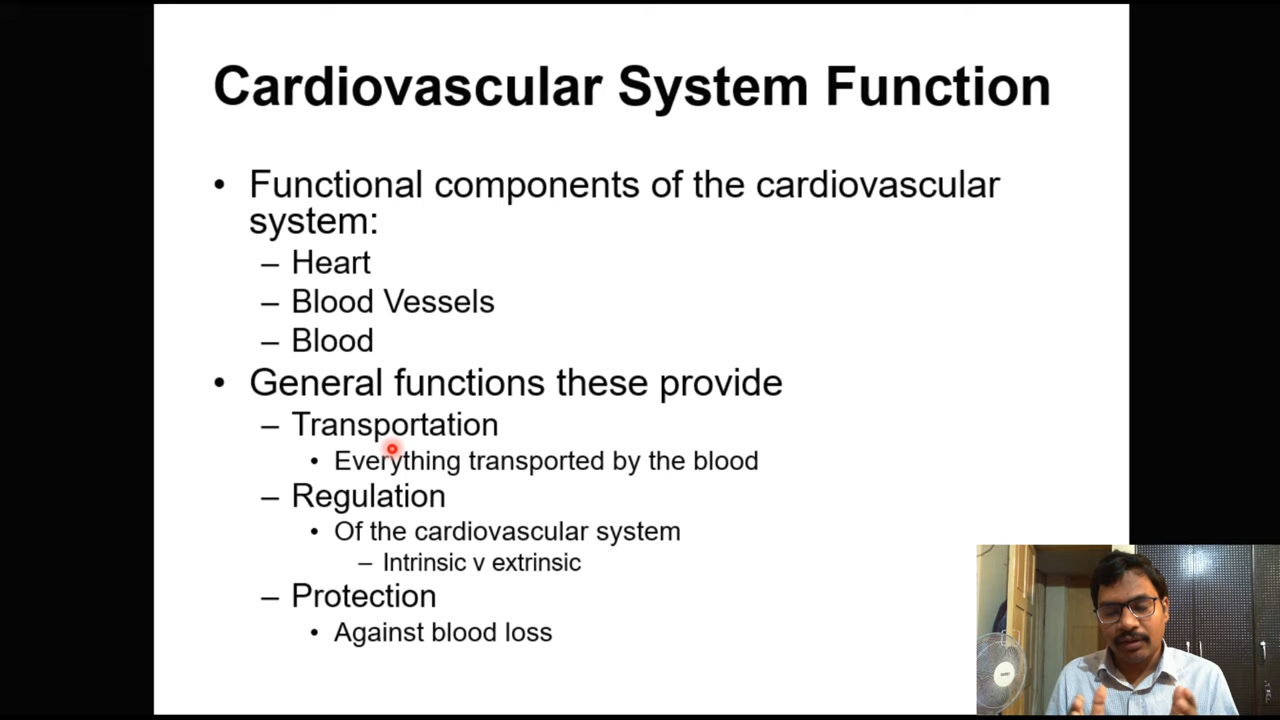 Cardiovascular System Function
• Functional components of the cardiovascular
system:
– Heart
– Blood Vessels
– Blood
• General functions these provide
– Transportation
• Everything transported by the blood
– Regulation
• Of the cardiovascular system
– Intrinsic v extrinsic
– Protection
• Against blood loss